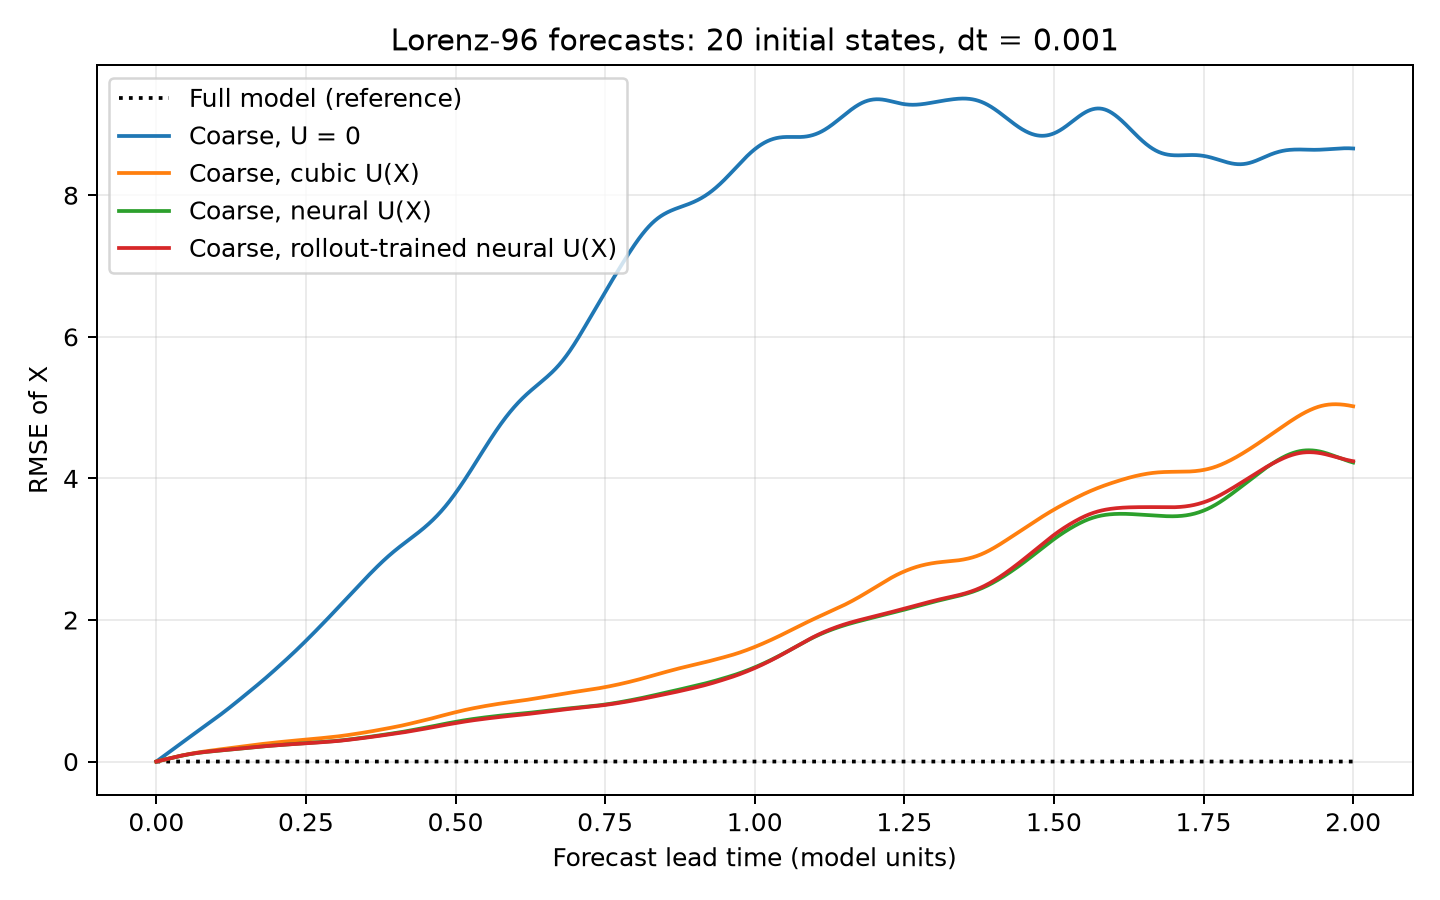 Lorenz-96 forecasts: 20 initial states, dt = 0.001
Full model (reference)
Coarse, U = 0
Coarse, cubic U(X)
Coarse, neural U(X)
Coarse, rollout-trained neural U(X)
RMSE of X
8
6
4
2
0
0.00 0.25 0.50 0.75 1.00 1.25 1.50 1.75 2.00
Forecast lead time (model units)